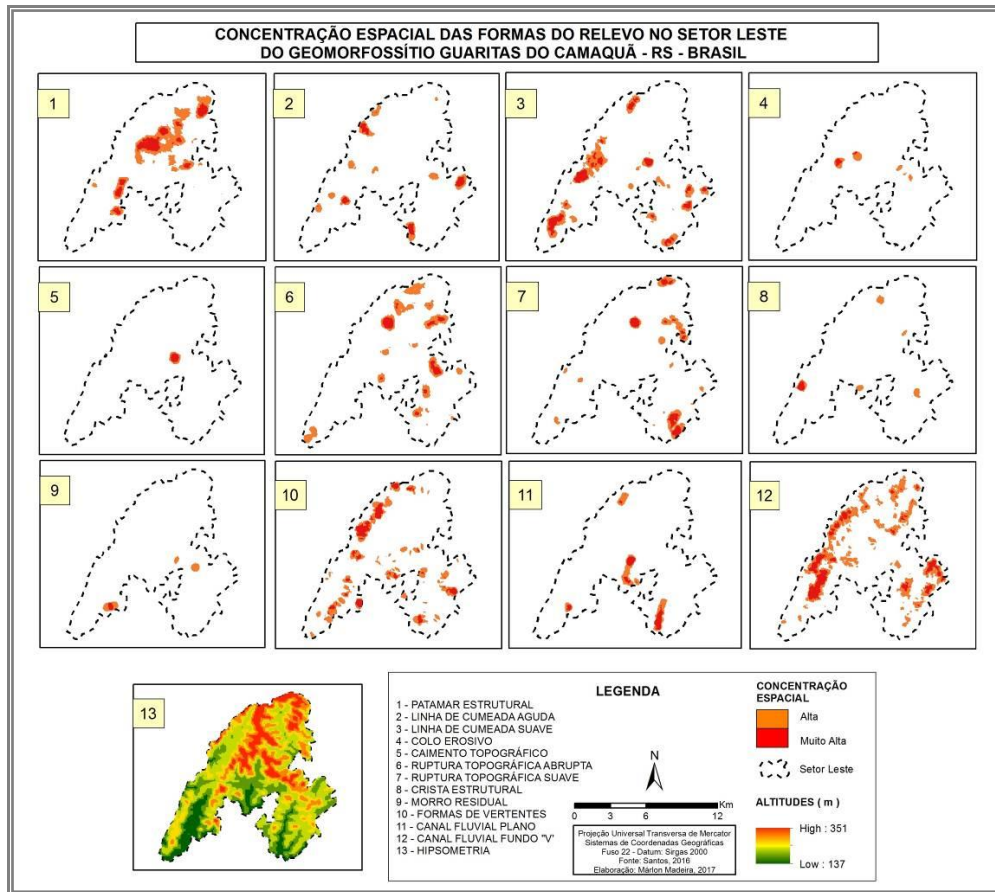 CONCENTRAÇÃO ESPACIAL DAS FORMAS DO RELEVO NO SETOR LESTE
DO GEOMORFOSSÍTIO GUARITAS DO CAMAQUÃ - RS - BRASIL
1
2
3
4
5
6
7
8
9
10
11
12
13
LEGENDA
1 - PATAMAR ESTRUTURAL
2 - LINHA DE CUMEADA AGUDA
3 - LINHA DE CUMEADA SUAVE
4 - COLO EROSIVO
5 - CAIMENTO TOPOGRÁFICO
6 - RUPTURA TOPOGRÁFICA ABRUPTA
7 - RUPTURA TOPOGRÁFICA SUAVE
8 - CRISTA ESTRUTURAL
9 - MORRO RESIDUAL
10 - FORMAS DE VERTENTES
11 - CANAL FLUVIAL PLANO
12 - CANAL FLUVIAL FUNDO "V"
13 - HIPSOMETRIA
N
Km
0 3 6 12
Projeção Universal Transversa de Mercator
Sistemas de Coordenadas Geográficas
Fuso 22 - Datum: Sirgas 2000
Fonte: Santos, 2016
Elaboração: Márlon Madeira, 2017
CONCENTRAÇÃO
ESPACIAL
Alta
Muito Alta
Setor Leste
ALTITUDES ( m )
High : 351
Low : 137